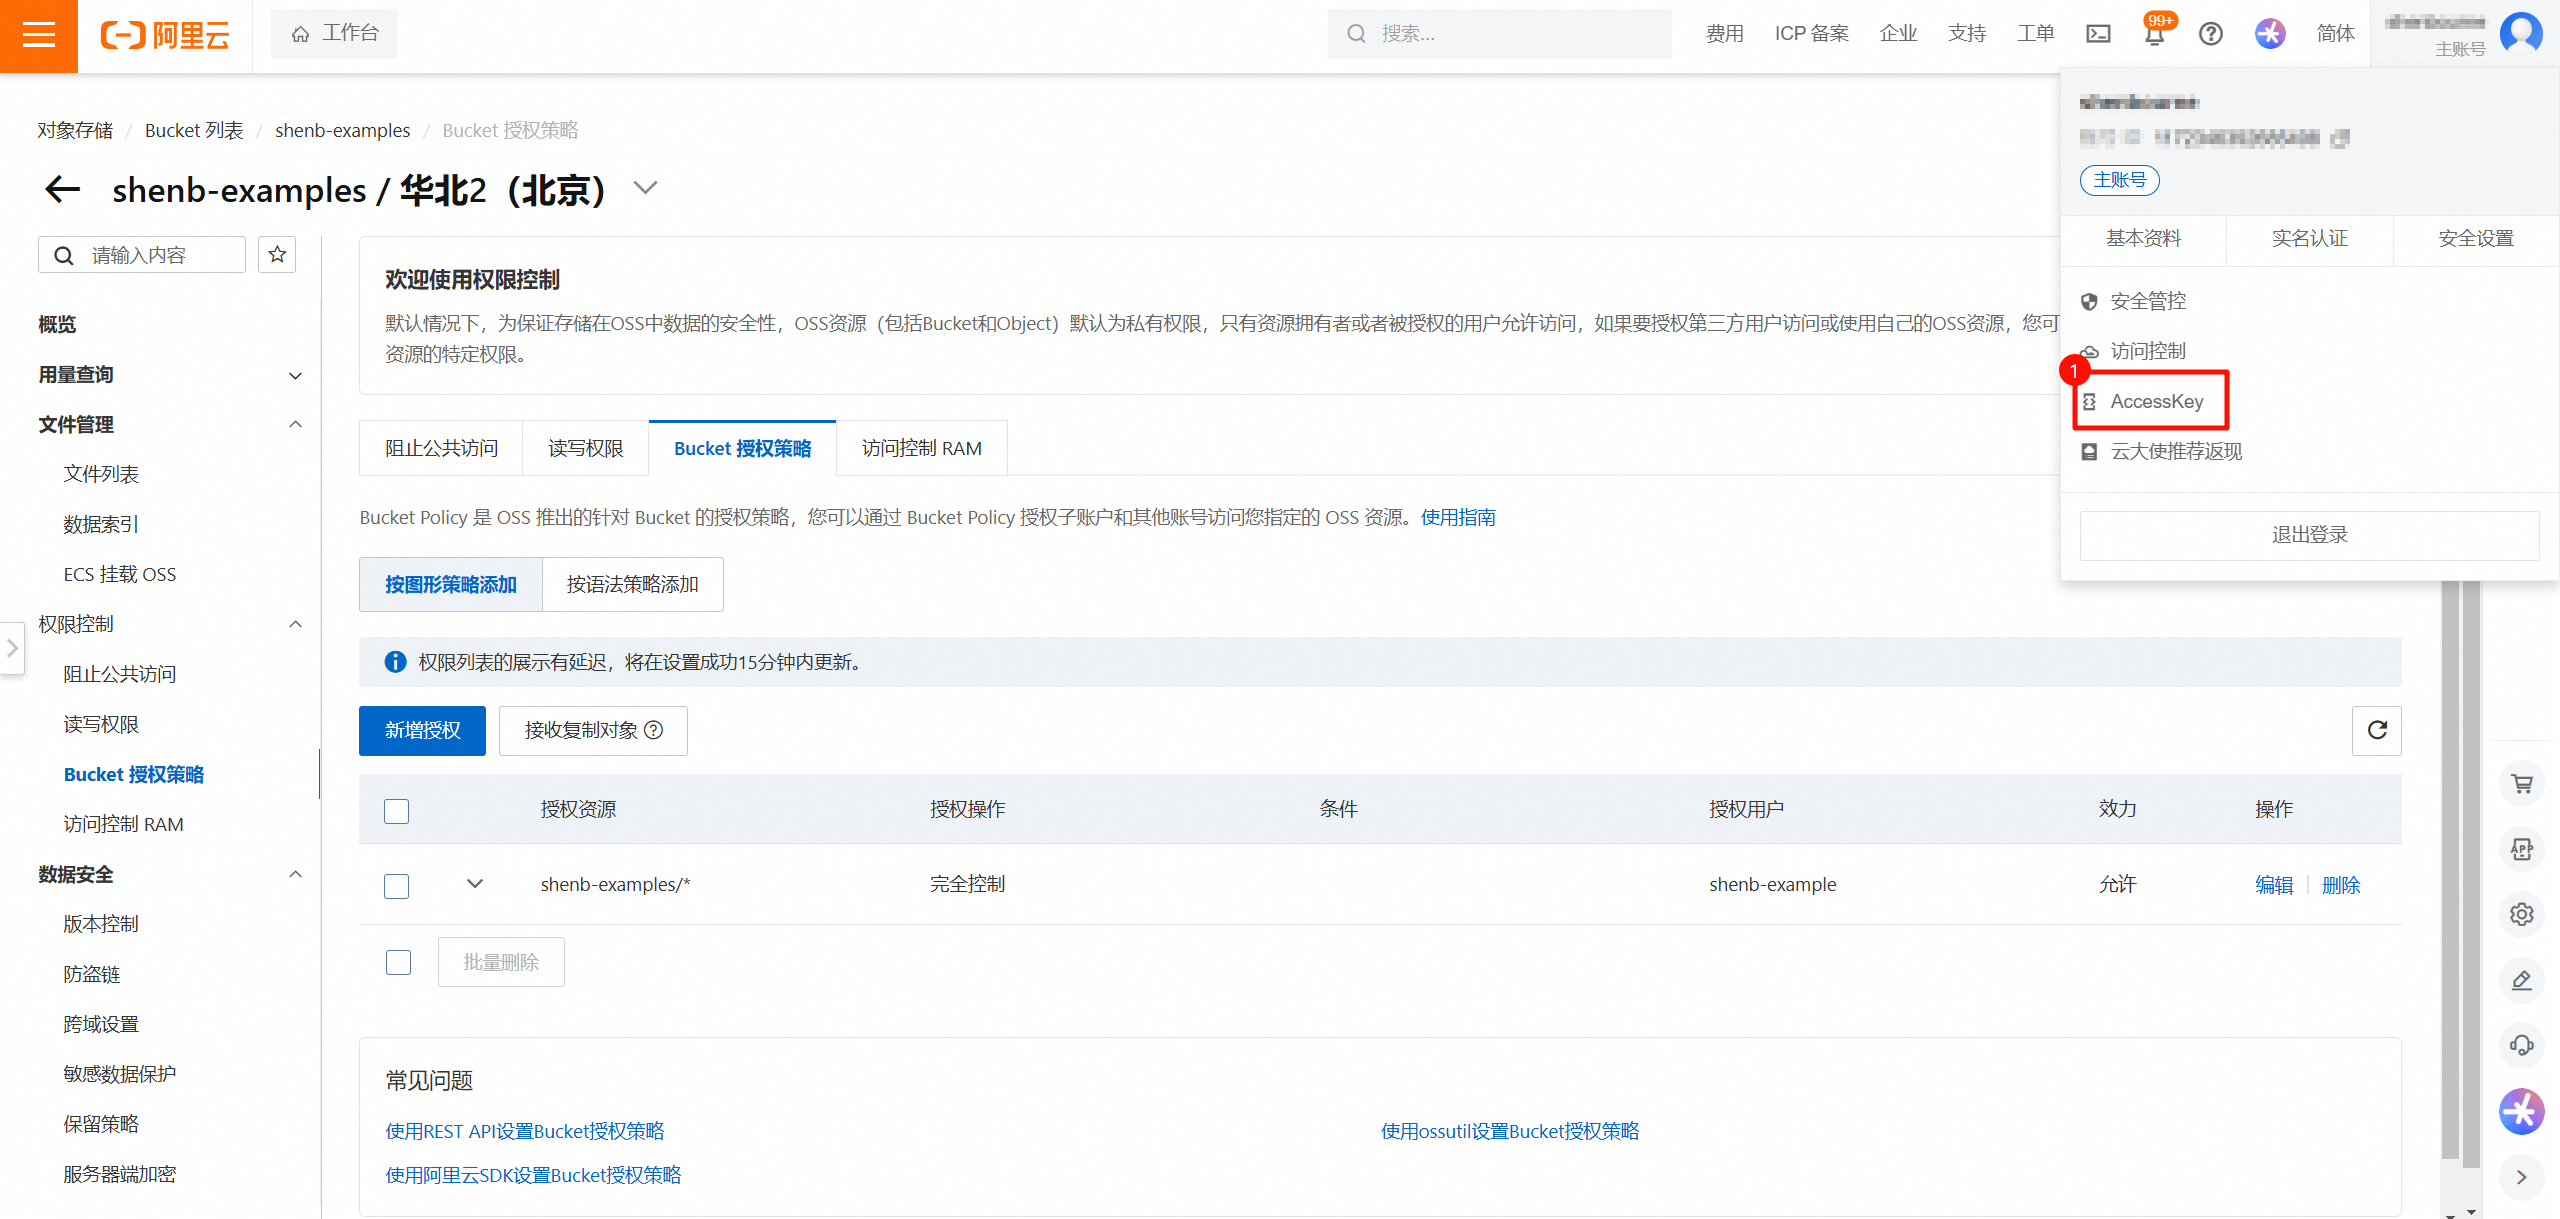 阿里云
工作台
搜索...
费用
ICP 备案
企业
支持
工单
99+
简体
主账号
对象存储 / Bucket 列表 / shenb-examples / Bucket 授权策略
shenb-examples / 华北2（北京）
主账号
基本资料
实名认证
安全设置
安全管控
访问控制
1
AccessKey
云大使推荐返现
退出登录
请输入内容
概览
用量查询
文件管理
文件列表
数据索引
ECS 挂载 OSS
权限控制
阻止公共访问
读写权限
Bucket 授权策略
访问控制 RAM
数据安全
版本控制
防盗链
跨域设置
敏感数据保护
保留策略
服务器端加密
欢迎使用权限控制
默认情况下，为保证存储在OSS中数据的安全性，OSS资源（包括Bucket和Object）默认为私有权限，只有资源拥有者或者被授权的用户允许访问，如果要授权第三方用户访问或使用自己的OSS资源，您可
资源的特定权限。
阻止公共访问
读写权限
Bucket 授权策略
访问控制 RAM
Bucket Policy 是 OSS 推出的针对 Bucket 的授权策略，您可以通过 Bucket Policy 授权子账户和其他账号访问您指定的 OSS 资源。使用指南
按图形策略添加
按语法策略添加
权限列表的展示有延迟，将在设置成功15分钟内更新。
新增授权
接收复制对象
授权资源
授权操作
条件
授权用户
效力
操作
shenb-examples/*
完全控制
shenb-example
允许
编辑
删除
批量删除
常见问题
使用REST API设置Bucket授权策略
使用ossutil设置Bucket授权策略
使用阿里云SDK设置Bucket授权策略
APP